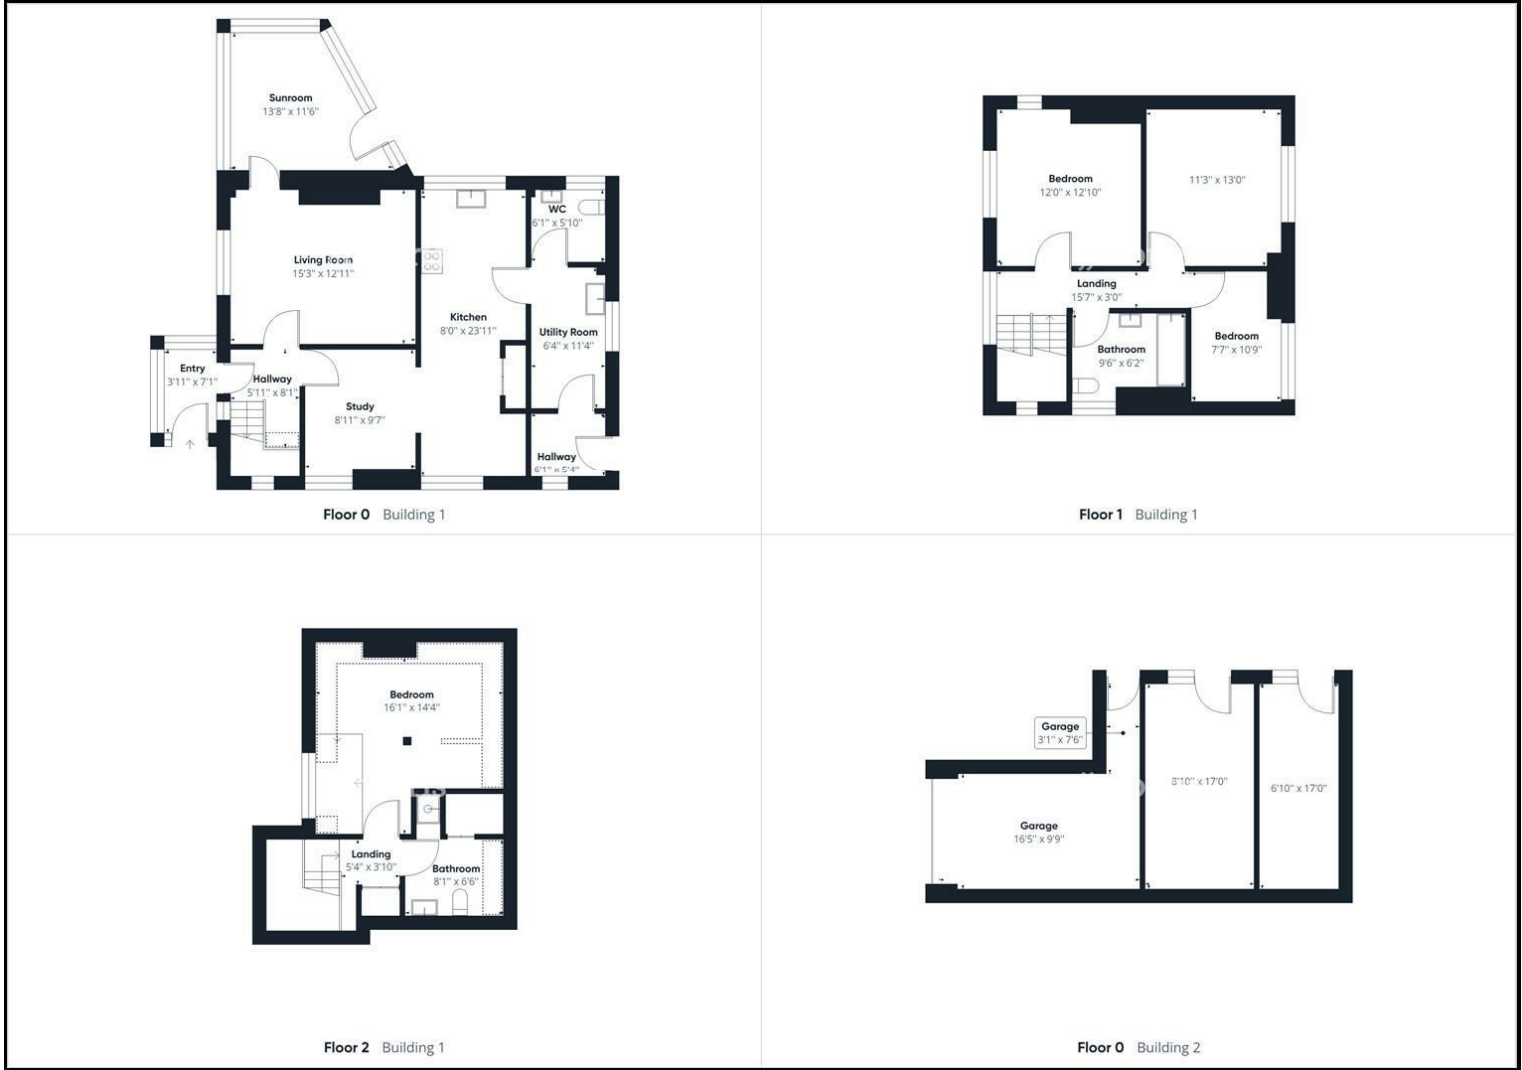 Sunroom
13'8" x 11'6"
Living Room
15'3" x 12'11"
WC
6'1" x 5'10"
Kitchen
8'0" x 23'11"
Utility Room
6'4" x 11'4"
Entry
3'11" x 7'1"
Hallway
5'11" x 8'1"
Study
8'11" x 9'7"
Hallway
6'1" x 5'4"
Floor 0 Building 1
Bedroom
12'0" x 12'10"
11'3" x 13'0"
Landing
15'7" x 3'0"
Bathroom
9'6" x 6'2"
Bedroom
7'7" x 10'9"
Floor 1 Building 1
Bedroom
16'1" x 14'4"
Landing
5'4" x 3'10"
Bathroom
8'1" x 6'6"
Floor 2 Building 1
Garage
3'1" x 7'6"
8'10" x 17'0"
6'10" x 17'0"
Garage
16'5" x 9'9"
Floor 0 Building 2